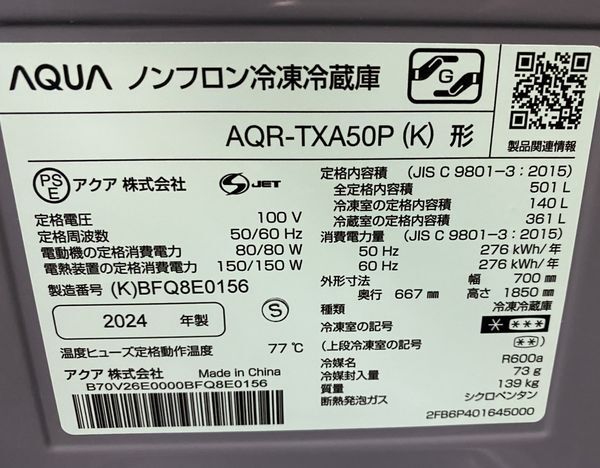 AQUA ノンフロン冷凍冷蔵庫
G
AQR-TXA50P (K) 形
製品関連情報
PSE アクア 株式会社 S-JET
定格電圧 100 V
定格周波数 50/60 Hz
電動機の定格消費電力 80/80 W
電熱装置の定格消費電力 150/150 W
製造番号 (K)BFQ8E0156
2024 年製 S
温度ヒューズ定格動作温度 77℃
アクア 株式会社 Made in China
B70V26E0000BFQ8E0156
定格内容積 (JIS C 9801-3 : 2015)
全定格内容積 501 L
冷凍室の定格内容積 140 L
冷蔵室の定格内容積 361 L
消費電力量 (JIS C 9801-3 : 2015)
50 Hz 276 kWh/年
60 Hz 276 kWh/年
外形寸法 幅 700 ㎜
奥行 667 ㎜ 高さ 1850 ㎜
種類 冷凍冷蔵庫
冷凍室の記号 * ***
(上段冷凍室の記号 **)
冷媒名 R600a
冷媒封入量 73 g
質量 139 kg
断熱発泡ガス シクロペンタン
2FB6P401645000